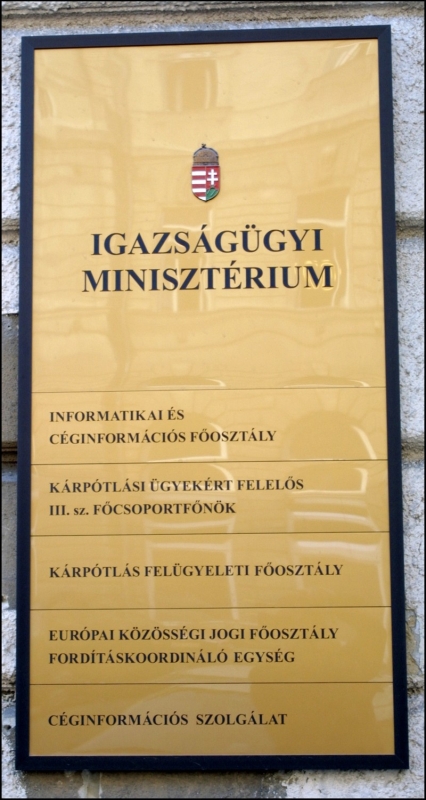 IGAZSÁGÜGYI
MINISZTÉRIUM
INFORMATIKAI ÉS
CÉGINFORMÁCIÓS FŐOSZTÁLY
KÁRPÓTLÁSI ÜGYEKÉRT FELELŐS
III. sz. FŐCSOPORTFŐNÖK
KÁRPÓTLÁS FELÜGYELETI FŐOSZTÁLY
EURÓPAI KÖZÖSSÉGI JOGI FŐOSZTÁLY
FORDÍTÁSKOORDINÁLÓ EGYSÉG
CÉGINFORMÁCIÓS SZOLGÁLAT